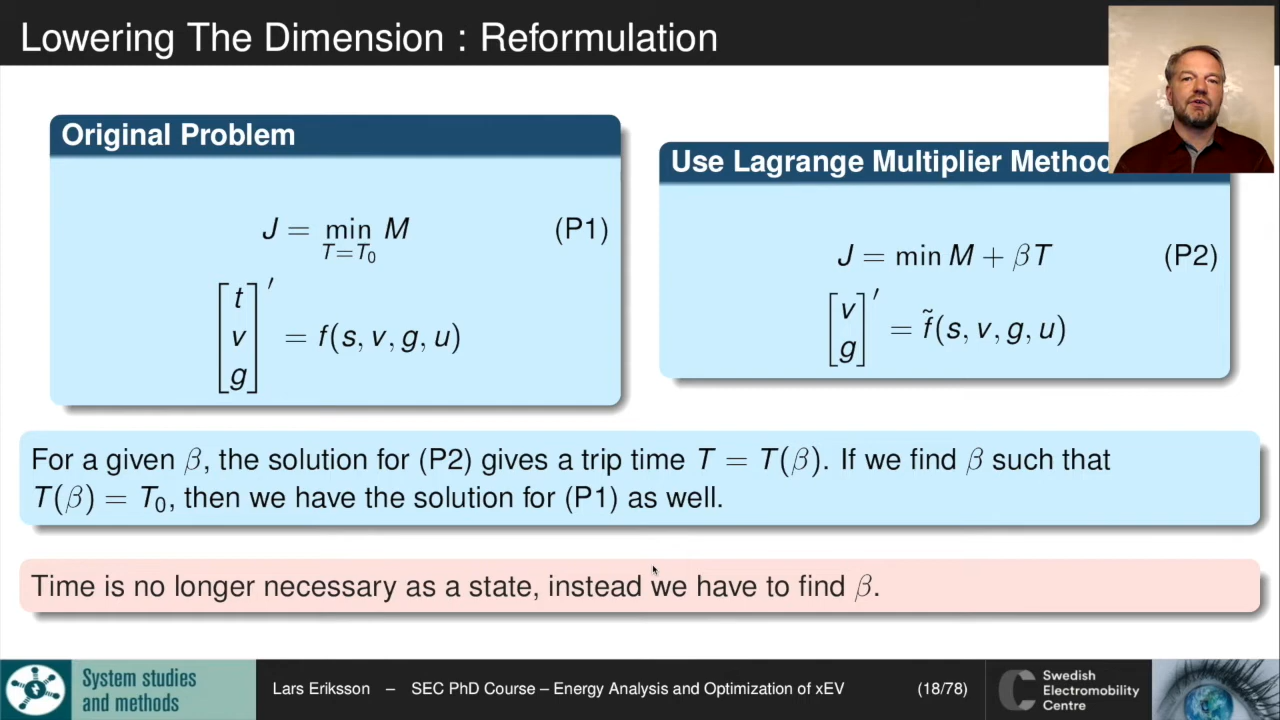 Lowering The Dimension : Reformulation
Original Problem
J = min M (P1)
T=T₀
[t v g]′ = f(s, v, g, u)
Use Lagrange Multiplier Method
J = min M + βT (P2)
[v g]′ = f̃(s, v, g, u)
For a given β, the solution for (P2) gives a trip time T = T(β). If we find β such that
T(β) = T₀, then we have the solution for (P1) as well.
Time is no longer necessary as a state, instead we have to find β.
System studies
and methods
Lars Eriksson – SEC PhD Course – Energy Analysis and Optimization of xEV
(18/78)
Swedish
Electromobility
Centre